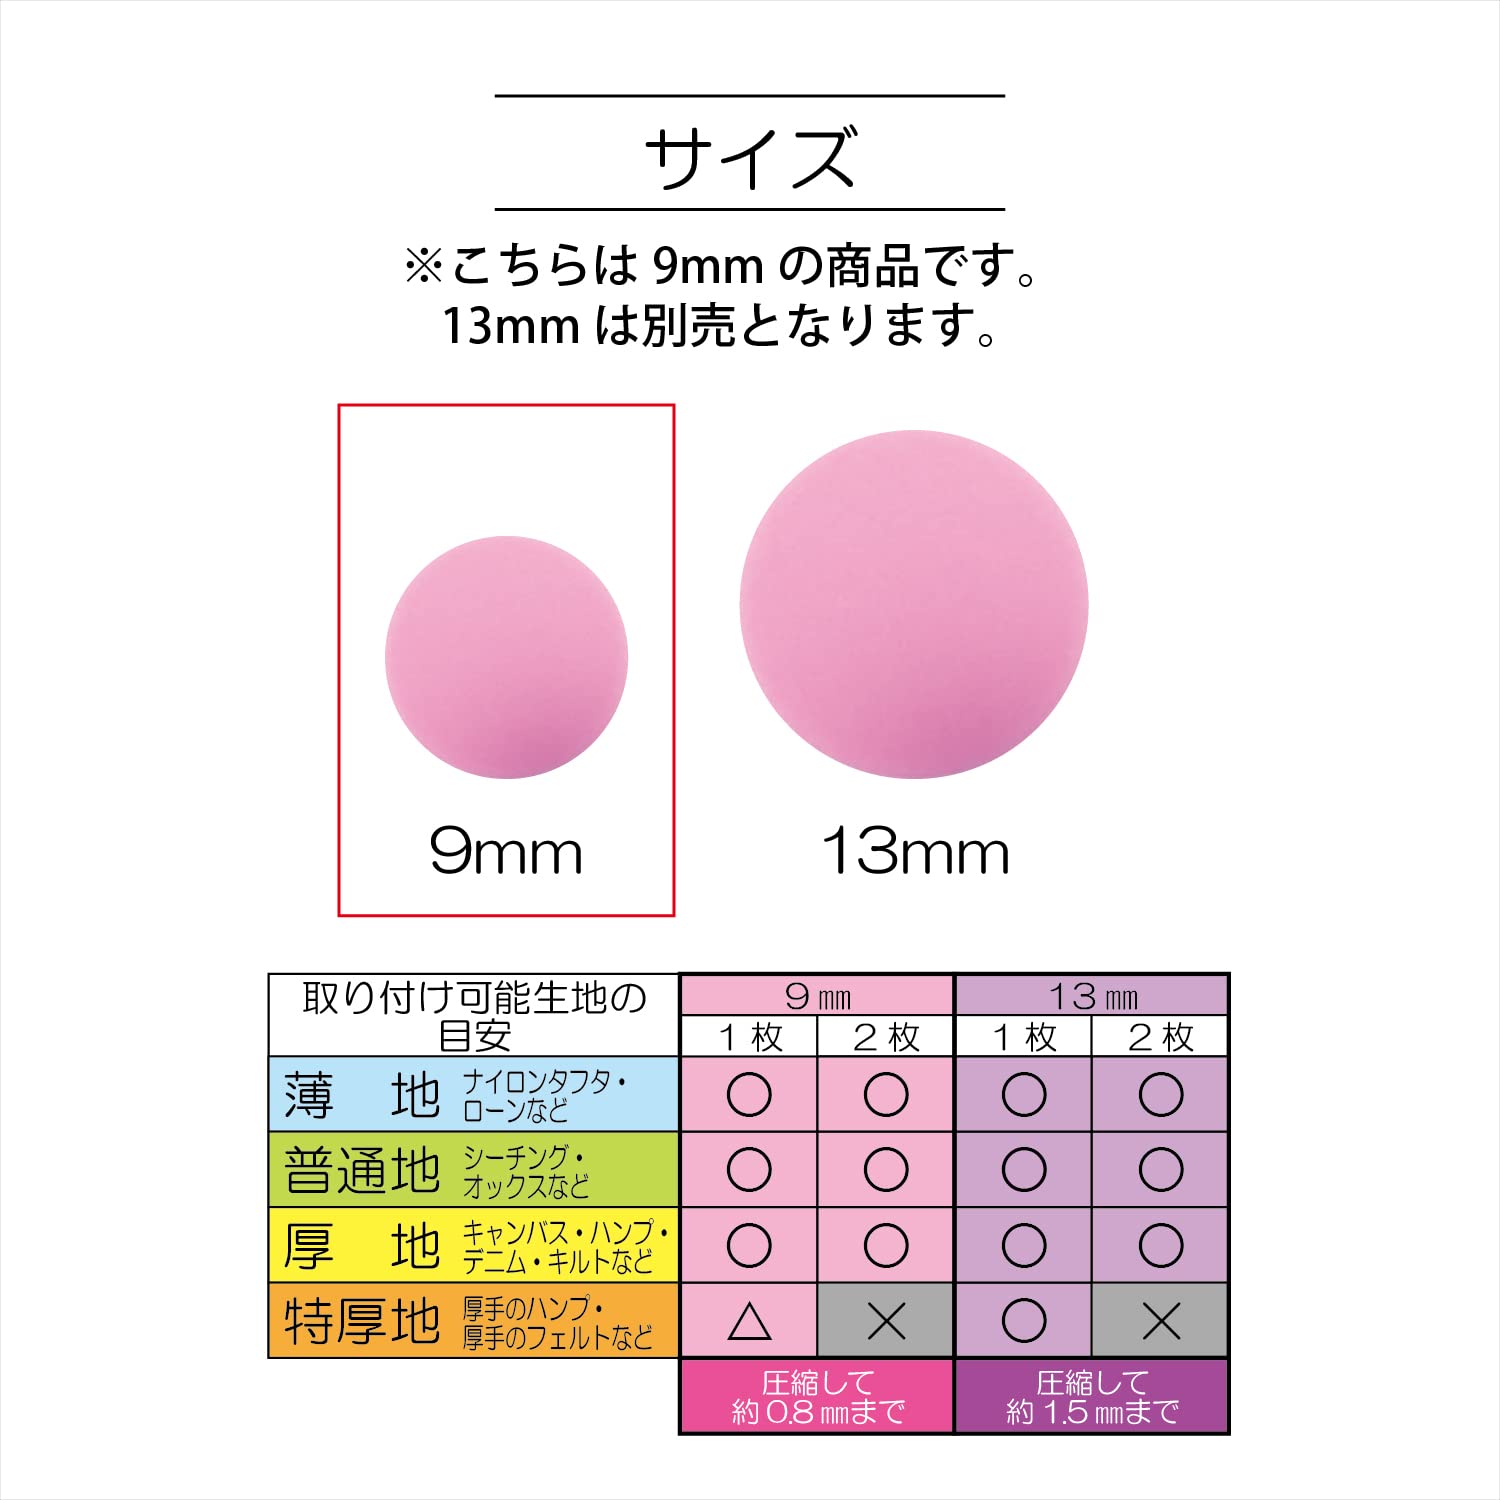 サイズ
※こちらは9mmの商品です。
13mmは別売となります。
9mm
13mm
取り付け可能生地の
目安
9㎜
13㎜
1枚
2枚
1枚
2枚
薄 地
ナイロンタフタ・
ローンなど
○ ○ ○ ○
普通地
シーチング・
オックスなど
○ ○ ○ ○
厚 地
キャンバス・ハンプ・
デニム・キルトなど
○ ○ ○ ○
特厚地
厚手のハンプ・
厚手のフェルトなど
△ × ○ ×
圧縮して
約0.8㎜まで
圧縮して
約1.5㎜まで